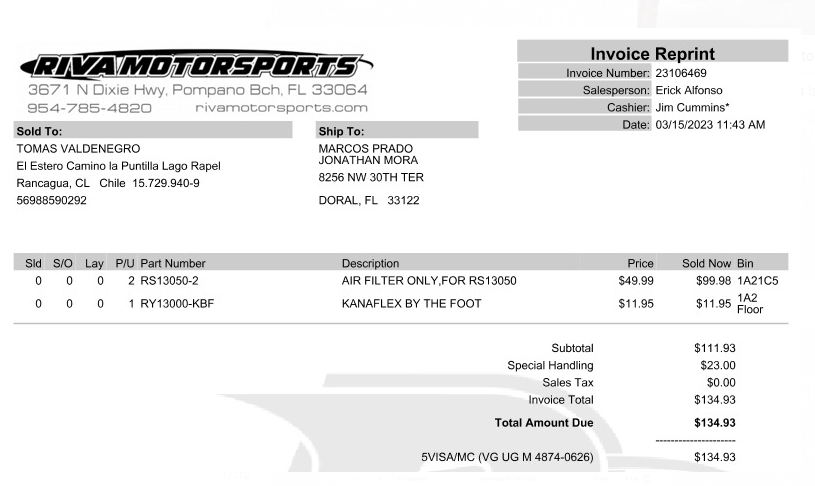 RIVA MOTORSPORTS
3671 N Dixie Hwy, Pompano Bch, FL 33064
954-785-4820 rivamotorsports.com
Invoice Reprint
Invoice Number: 23106469
Salesperson: Erick Alfonso
Cashier: Jim Cummins*
Date: 03/15/2023 11:43 AM
Sold To:
TOMAS VALDENEGRO
El Estero Camino la Puntilla Lago Rapel
Rancagua, CL Chile 15.729.940-9
56988590292
Ship To:
MARCOS PRADO
JONATHAN MORA
8256 NW 30TH TER
DORAL, FL 33122
Sld S/O Lay P/U Part Number Description Price Sold Now Bin
0 0 0 2 RS13050-2 AIR FILTER ONLY,FOR RS13050 $49.99 $99.98 1A21C5
0 0 0 1 RY13000-KBF KANAFLEX BY THE FOOT $11.95 $11.95 1A2
Floor
Subtotal $111.93
Special Handling $23.00
Sales Tax $0.00
Invoice Total $134.93
Total Amount Due $134.93
---------------------
5VISA/MC (VG UG M 4874-0626) $134.93